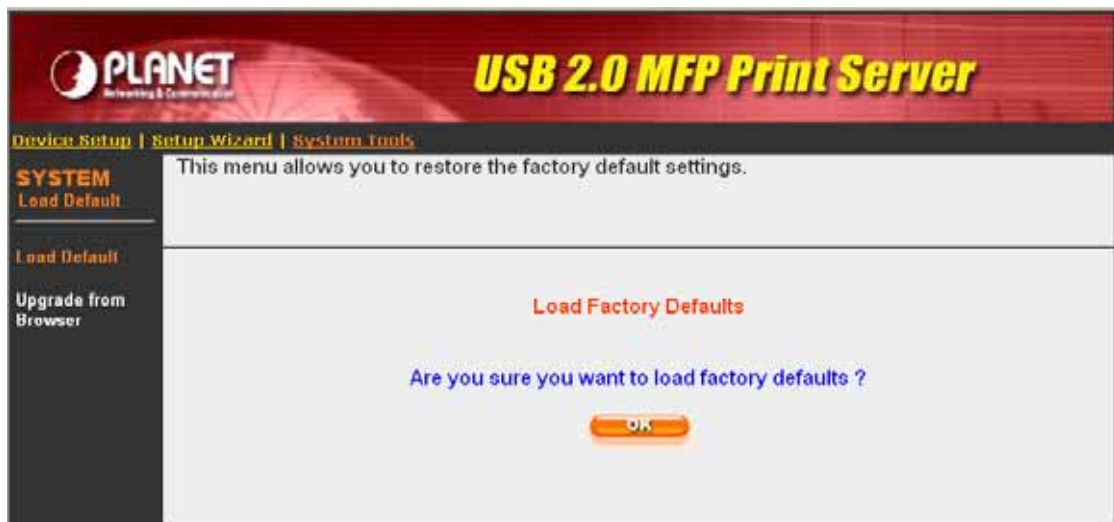 PLANET
Networking & Communication
USB 2.0 MFP Print Server
Device Setup | Setup Wizard | System Tools
SYSTEM
Load Default
This menu allows you to restore the factory default settings.
Load Default
Upgrade from
Browser
Load Factory Defaults
Are you sure you want to load factory defaults ?
OK